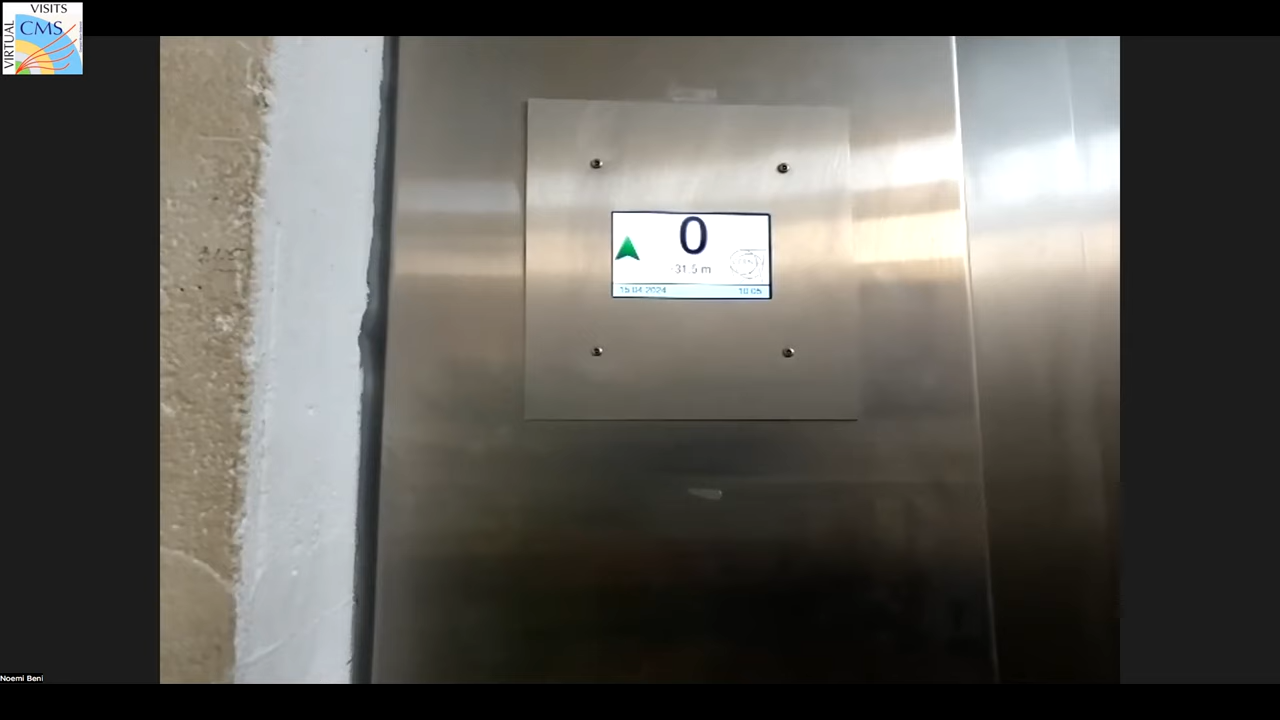 VISITS
VIRTUAL
CMS
0
-31.5 m
15.04.2024 10:05
Noemi Beni